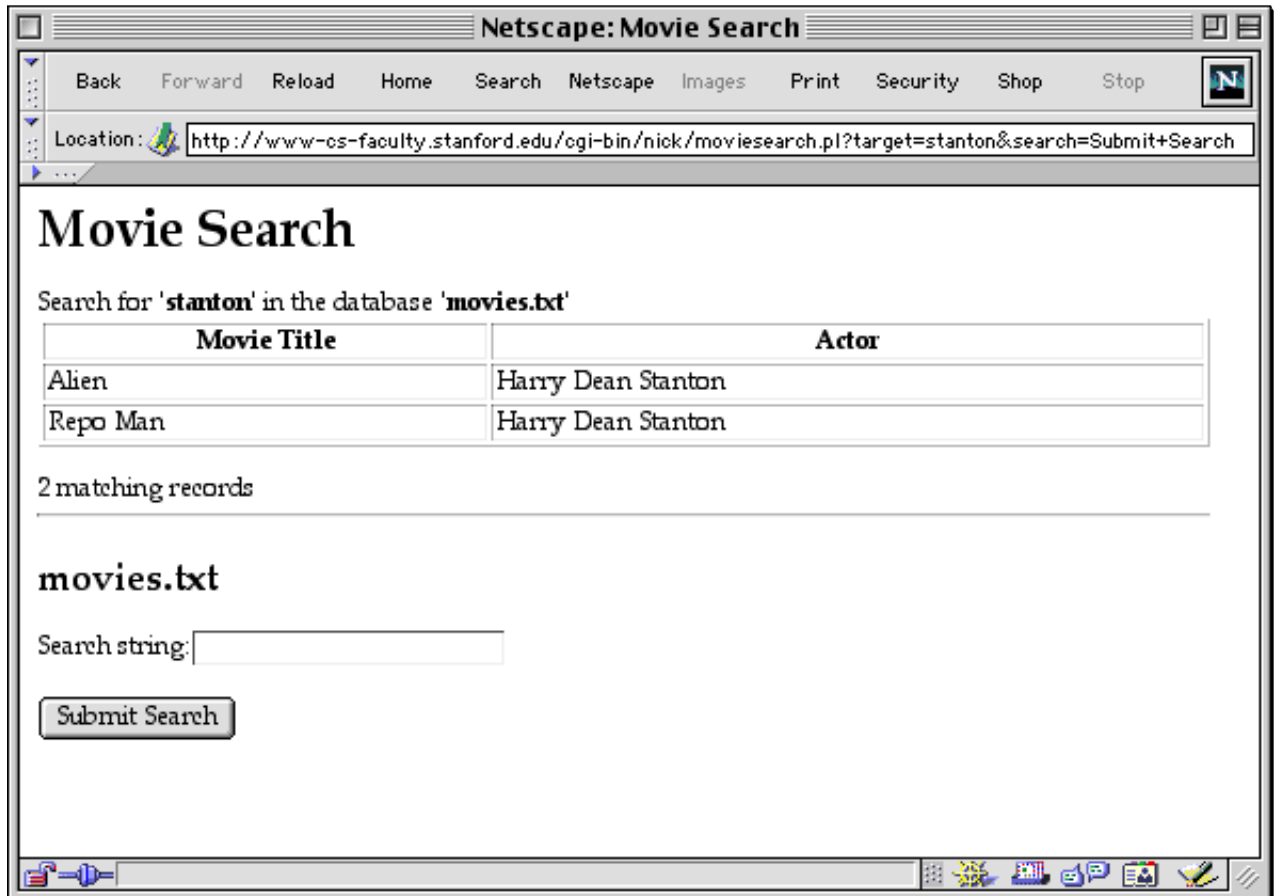 Netscape: Movie Search
Back Forward Reload Home Search Netscape Images Print Security Shop Stop N
Location: http://www-cs-faculty.stanford.edu/cgi-bin/nick/moviesearch.pl?target=stanton&search=Submit+Search
...
Movie Search
Search for 'stanton' in the database 'movies.txt'
Movie Title Actor
Alien Harry Dean Stanton
Repo Man Harry Dean Stanton
2 matching records
movies.txt
Search string:
Submit Search